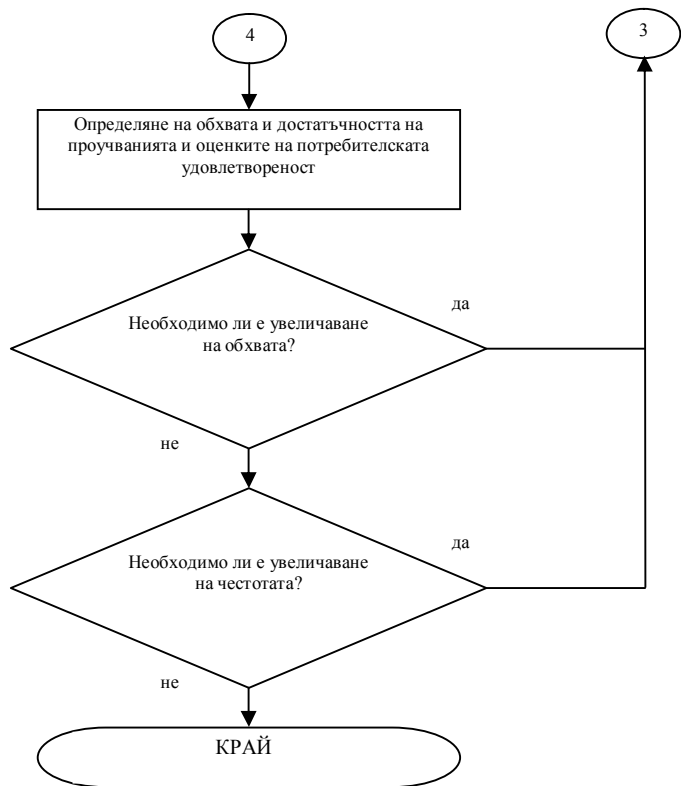 4
3
Определяне на обхвата и достатъчността на
проучванията и оценките на потребителската
удовлетвореност
да
Необходимо ли е увеличаване
на обхвата?
не
да
Необходимо ли е увеличаване
на честотата?
не
КРАЙ